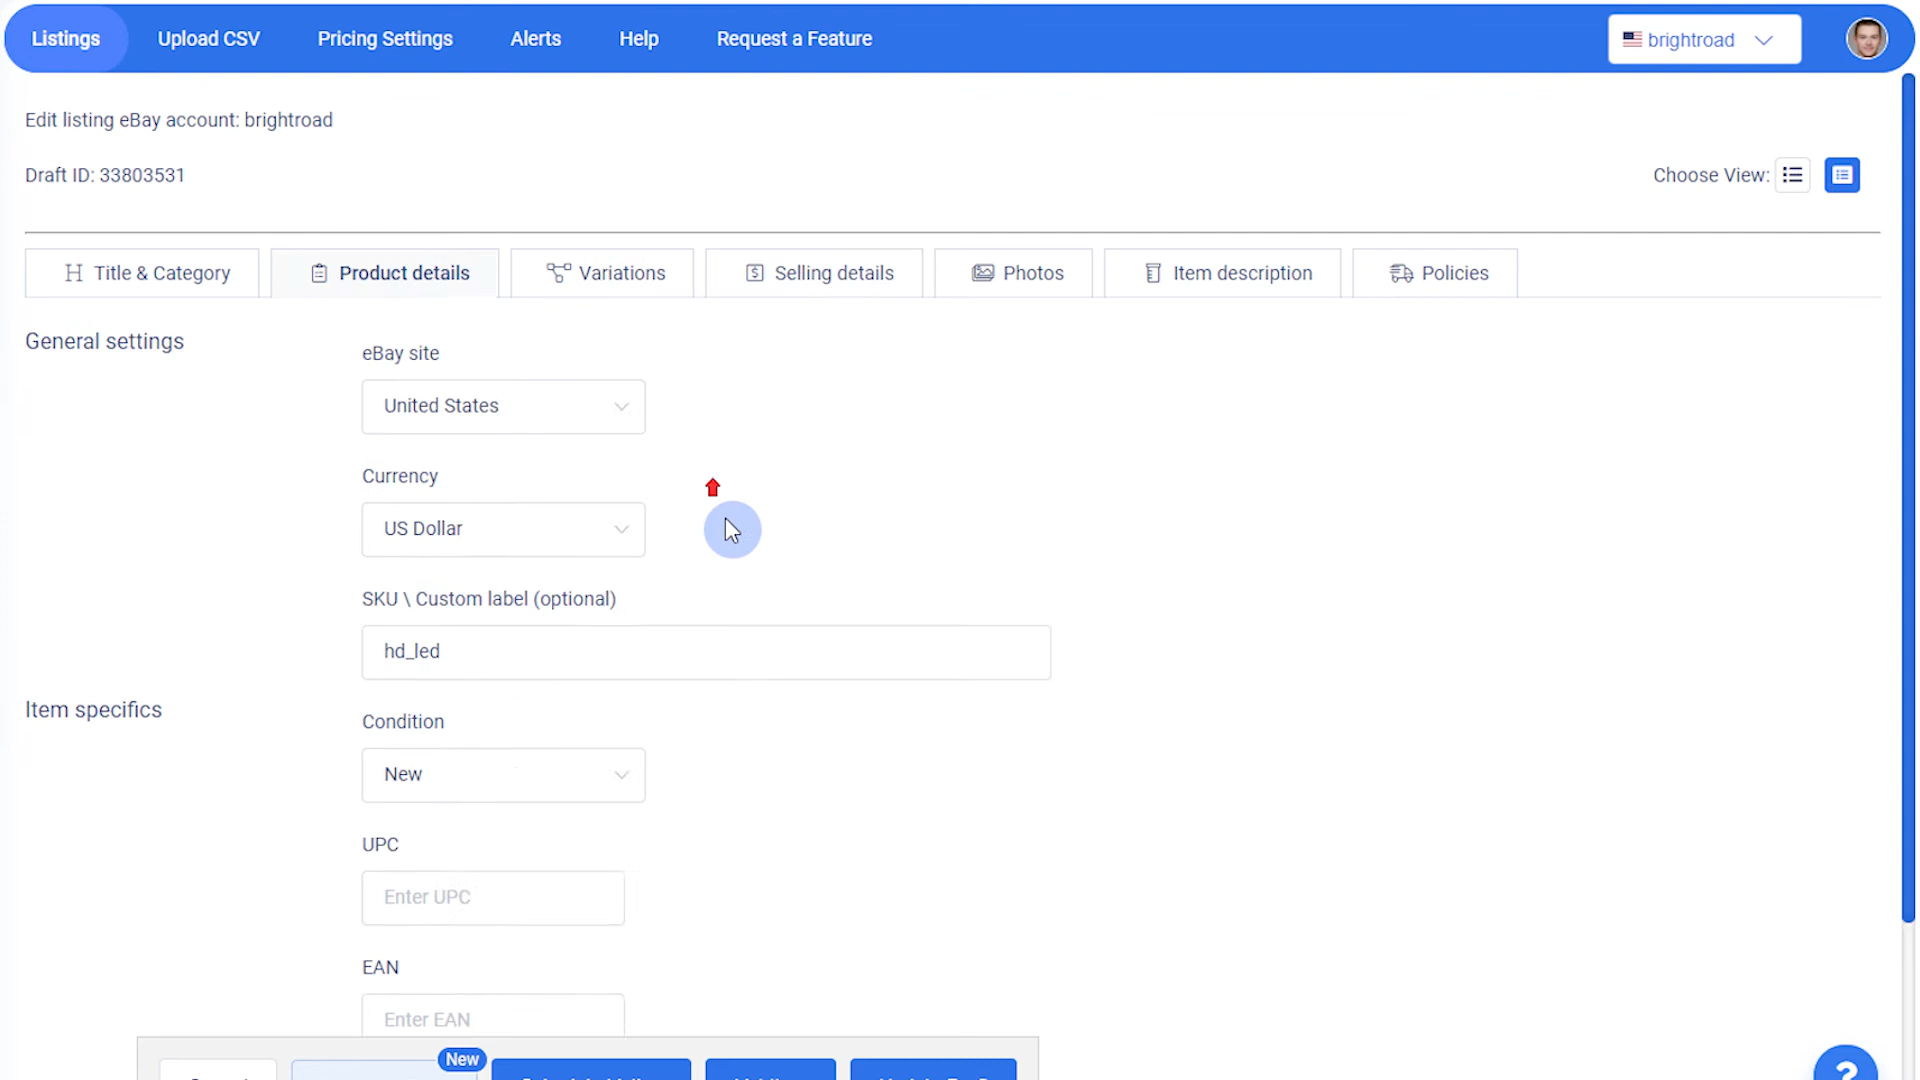 Listings Upload CSV Pricing Settings Alerts Help Request a Feature brightroad
Edit listing eBay account: brightroad
Draft ID: 33803531 Choose View:
Title & Category Product details Variations Selling details Photos Item description Policies
General settings
eBay site
United States
Currency
US Dollar
SKU \ Custom label (optional)
hd_led
Item specifics
Condition
New
UPC
Enter UPC
EAN
Enter EAN
New
?